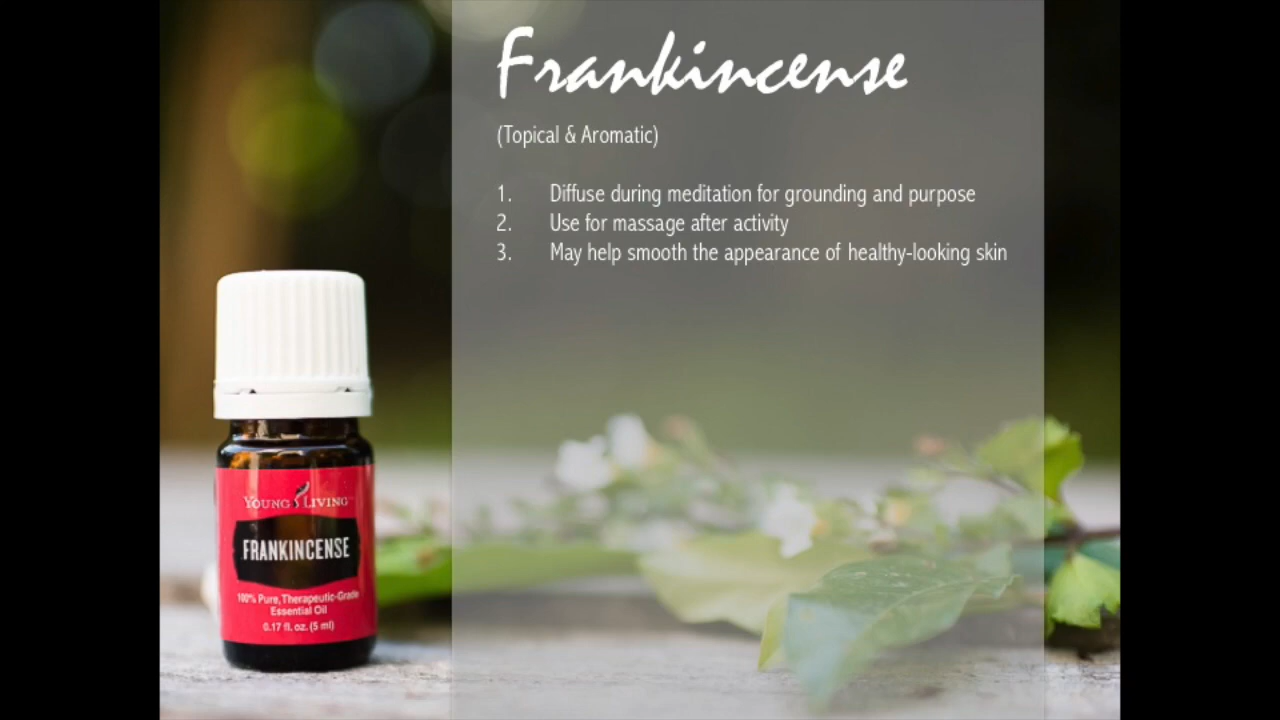 Frankincense
(Topical & Aromatic)
1. Diffuse during meditation for grounding and purpose
2. Use for massage after activity
3. May help smooth the appearance of healthy-looking skin
YOUNG LIVING
FRANKINCENSE
100% Pure, Therapeutic-Grade
Essential Oil
0.17 fl. oz. (5 ml)